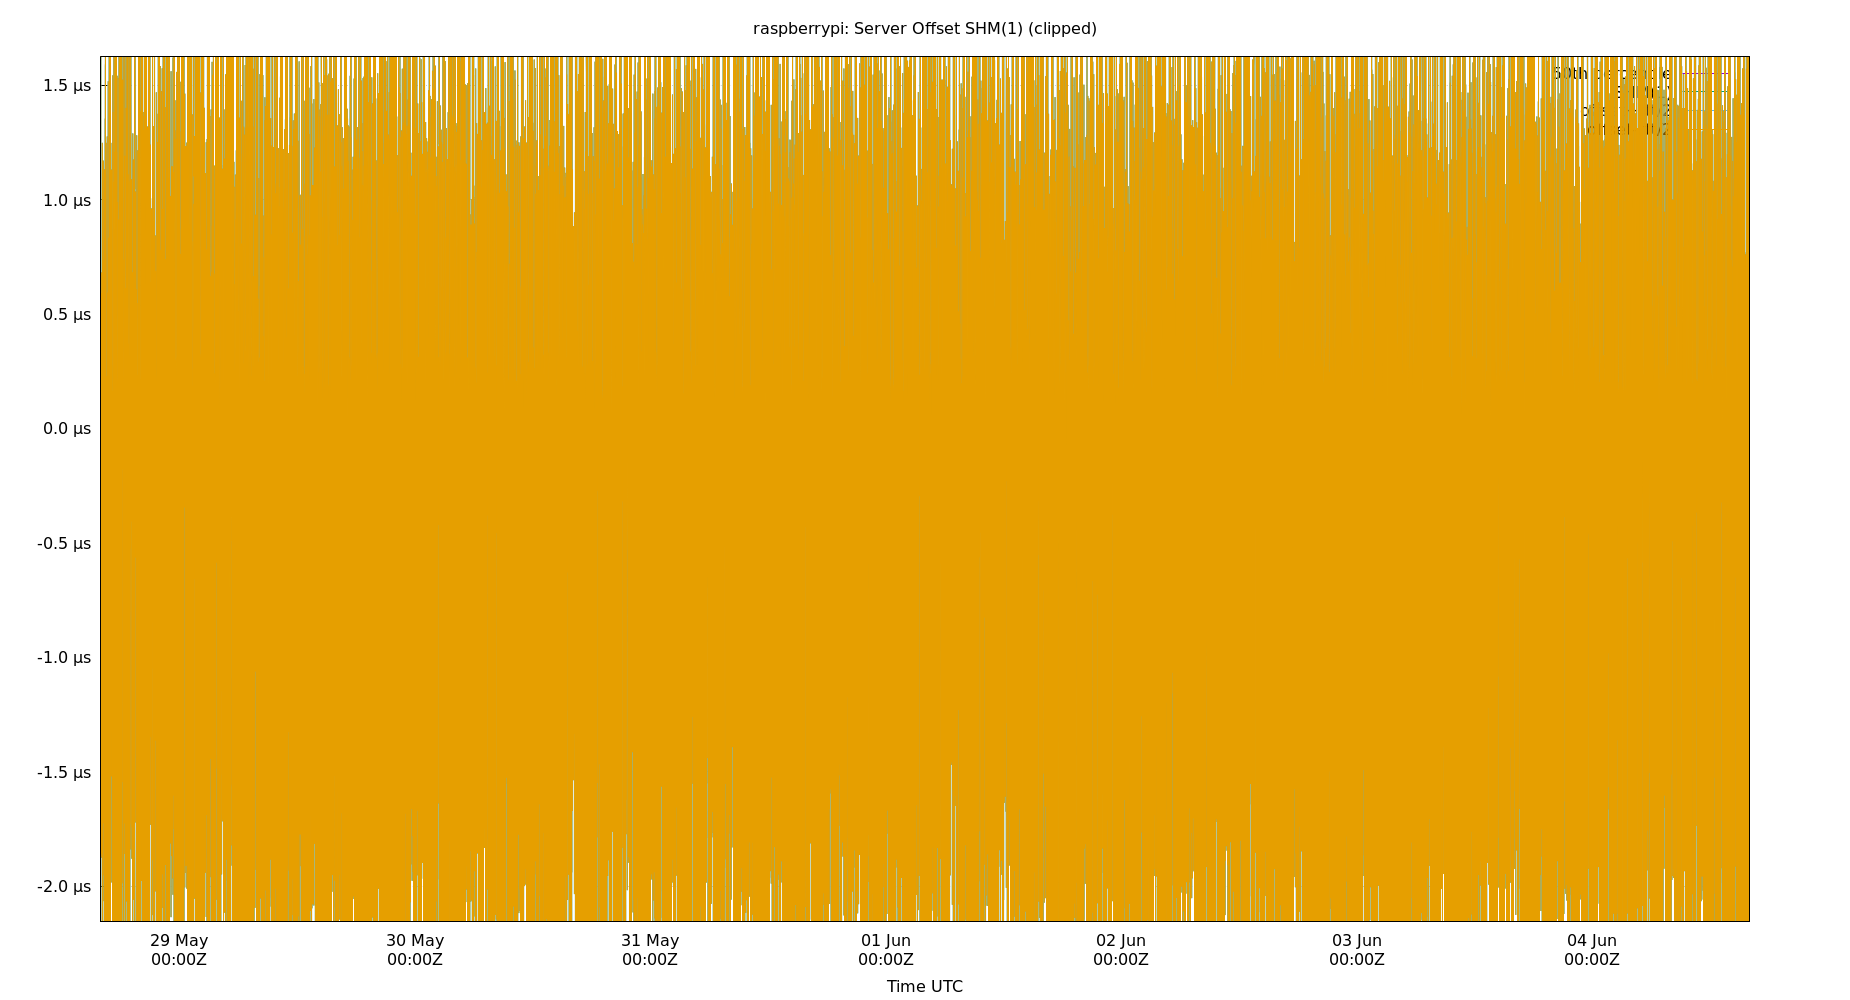 raspberrypi: Server Offset SHM(1) (clipped)
1.5 µs
1.0 µs
0.5 µs
0.0 µs
-0.5 µs
-1.0 µs
-1.5 µs
-2.0 µs
29 May 30 May 31 May 01 Jun 02 Jun 03 Jun 04 Jun
00:00Z 00:00Z 00:00Z 00:00Z 00:00Z 00:00Z 00:00Z
Time UTC